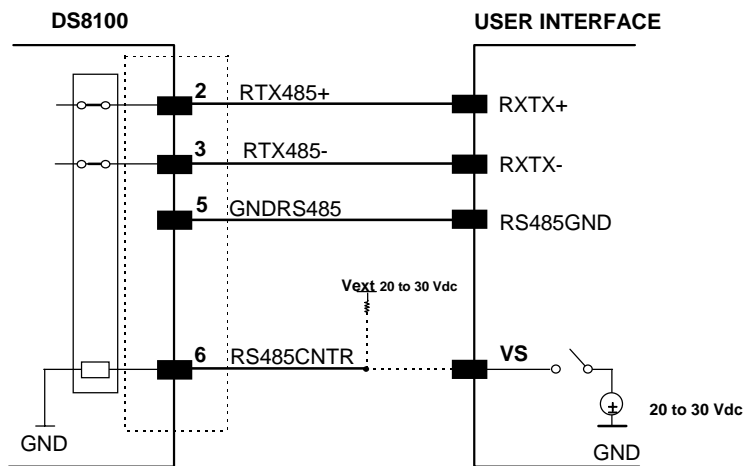 DS8100 USER INTERFACE
2 RTX485+ RXTX+
3 RTX485- RXTX-
5 GNDRS485 RS485GND
Vext 20 to 30 Vdc
6 RS485CNTR VS
20 to 30 Vdc
GND GND